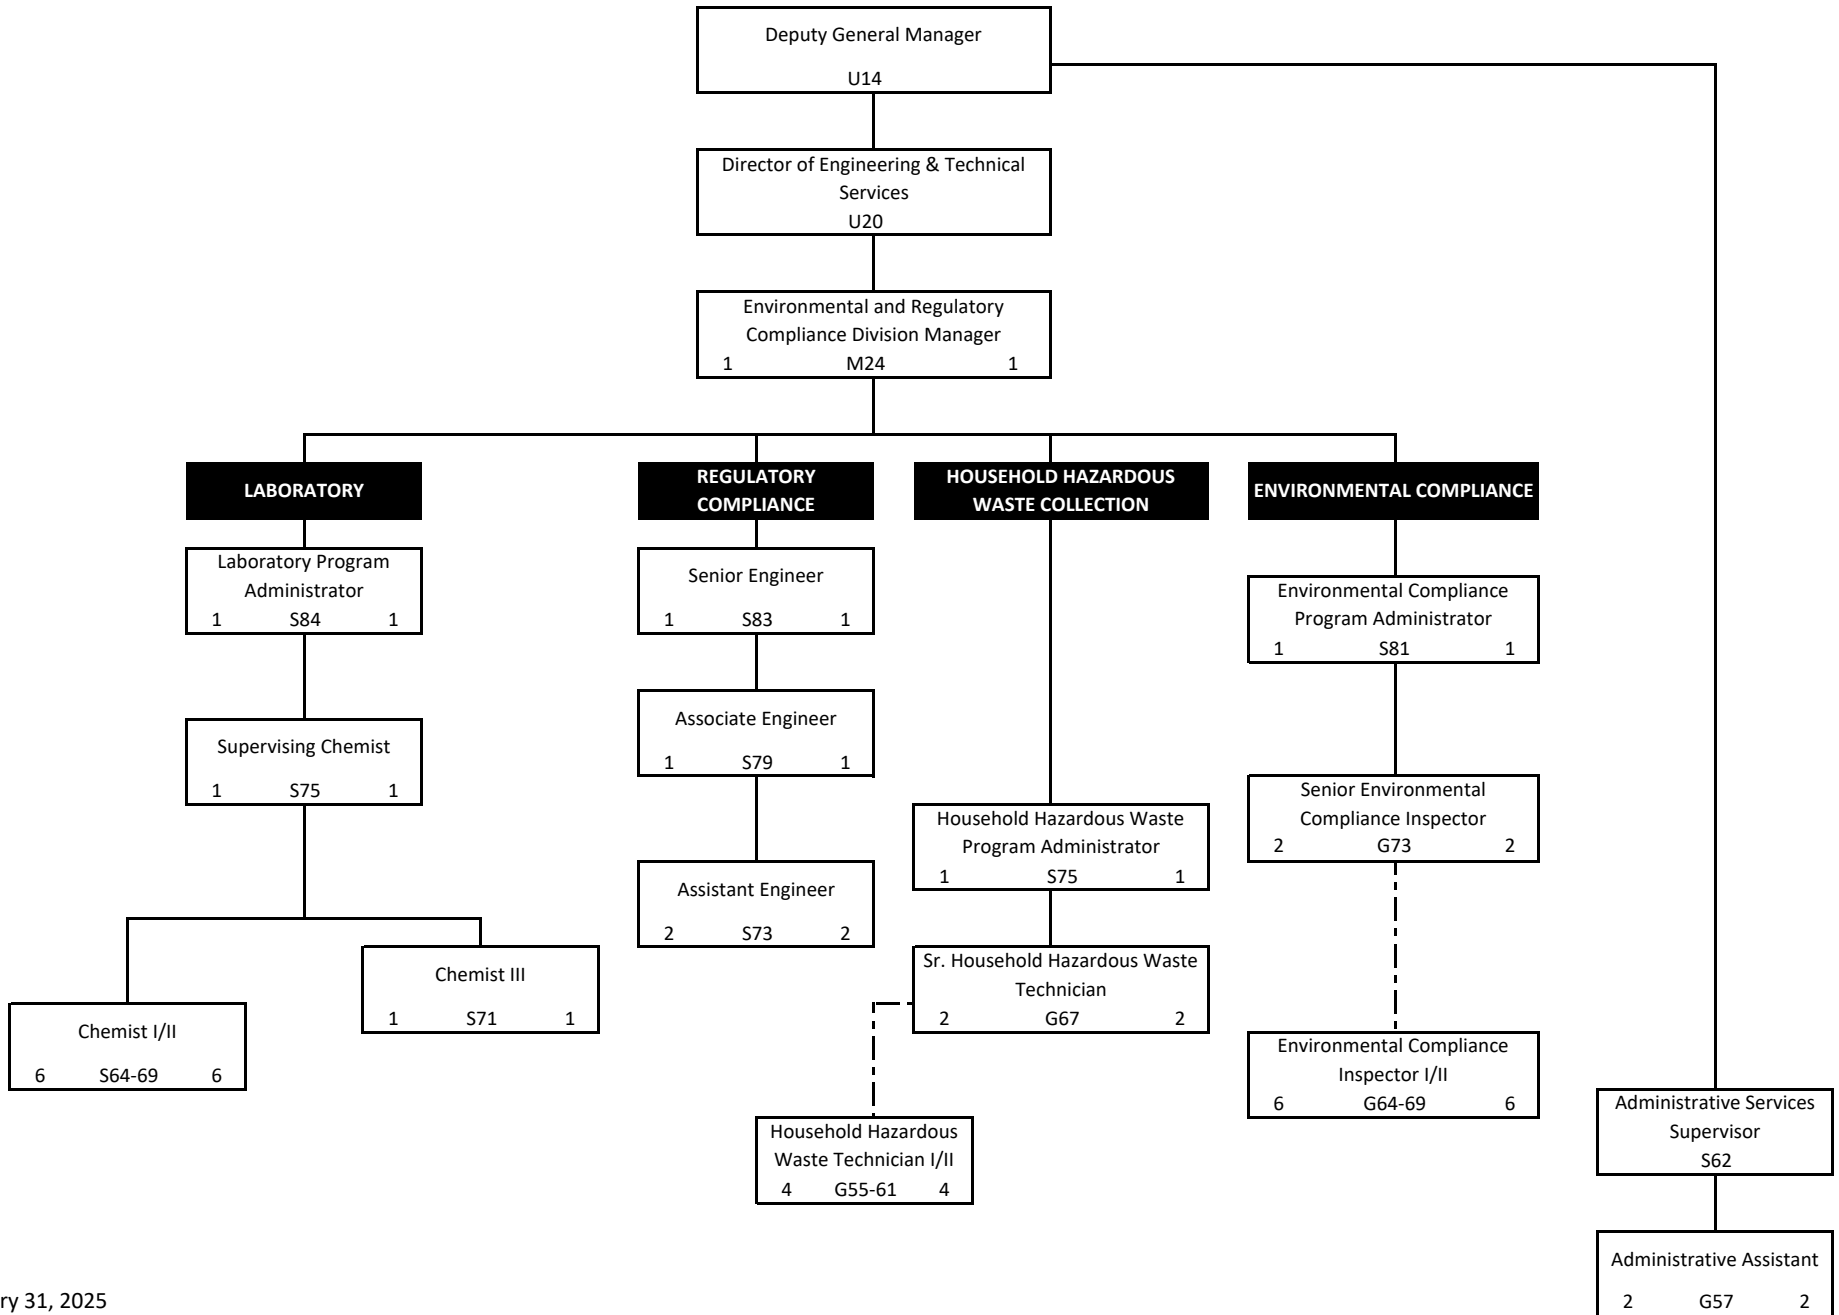 Deputy General Manager
U14
Director of Engineering & Technical
Services
U20
Environmental and Regulatory
Compliance Division Manager
1 M24 1
LABORATORY
Laboratory Program
Administrator
1 S84 1
Supervising Chemist
1 S75 1
Chemist I/II
6 S64-69 6
Chemist III
1 S71 1
REGULATORY
COMPLIANCE
Senior Engineer
1 S83 1
Associate Engineer
1 S79 1
Assistant Engineer
2 S73 2
HOUSEHOLD HAZARDOUS
WASTE COLLECTION
Household Hazardous Waste
Program Administrator
1 S75 1
Sr. Household Hazardous Waste
Technician
2 G67 2
Household Hazardous
Waste Technician I/II
4 G55-61 4
ENVIRONMENTAL COMPLIANCE
Environmental Compliance
Program Administrator
1 S81 1
Senior Environmental
Compliance Inspector
2 G73 2
Environmental Compliance
Inspector I/II
6 G64-69 6
Administrative Services
Supervisor
S62
Administrative Assistant
2 G57 2
ry 31, 2025